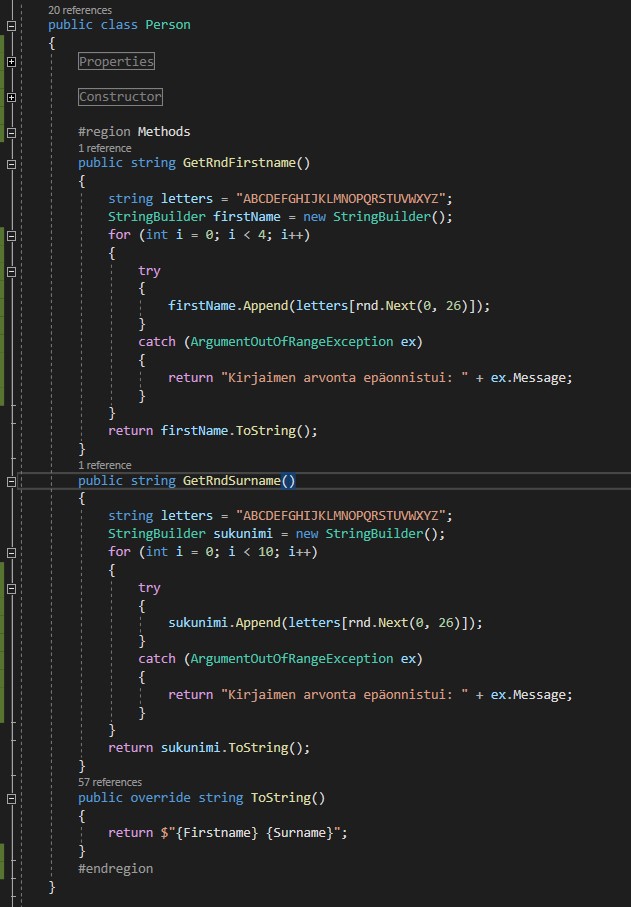 20 references
public class Person
{
Properties
Constructor
#region Methods
1 reference
public string GetRndFirstname()
{
string letters = "ABCDEFGHIJKLMNOPQRSTUVWXYZ";
StringBuilder firstName = new StringBuilder();
for (int i = 0; i < 4; i++)
{
try
{
firstName.Append(letters[rnd.Next(0, 26)]);
}
catch (ArgumentOutOfRangeException ex)
{
return "Kirjaimen arvonta epäonnistui: " + ex.Message;
}
}
return firstName.ToString();
}
1 reference
public string GetRndSurname()
{
string letters = "ABCDEFGHIJKLMNOPQRSTUVWXYZ";
StringBuilder sukunimi = new StringBuilder();
for (int i = 0; i < 10; i++)
{
try
{
sukunimi.Append(letters[rnd.Next(0, 26)]);
}
catch (ArgumentOutOfRangeException ex)
{
return "Kirjaimen arvonta epäonnistui: " + ex.Message;
}
}
return sukunimi.ToString();
}
57 references
public override string ToString()
{
return $"{Firstname} {Surname}";
}
#endregion
}